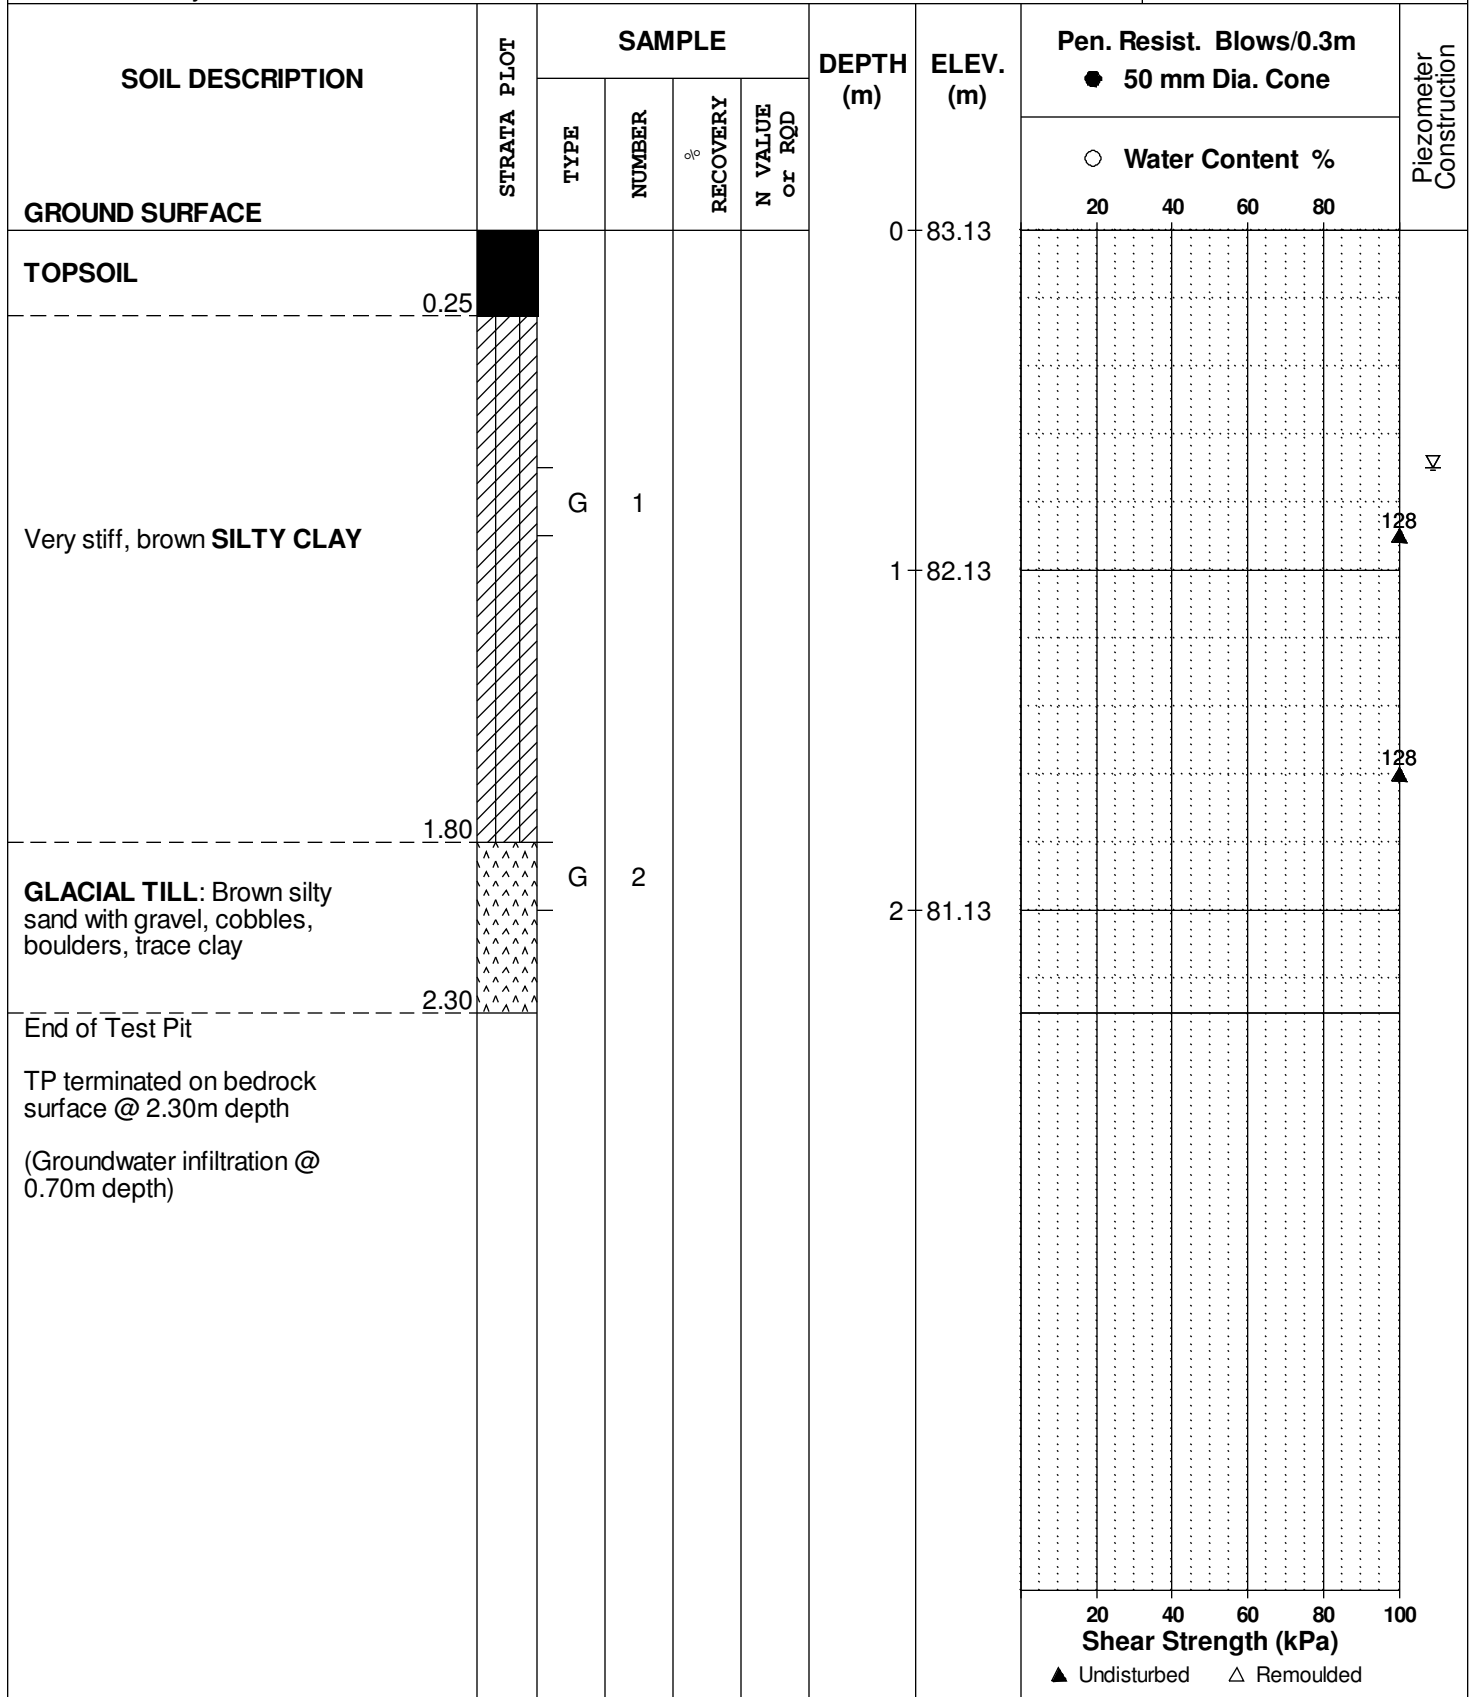 SOIL DESCRIPTION
GROUND SURFACE
STRATA PLOT
SAMPLE
TYPE
NUMBER
%
RECOVERY
N VALUE
or RQD
DEPTH
(m)
ELEV.
(m)
Pen. Resist. Blows/0.3m
● 50 mm Dia. Cone
○ Water Content %
20 40 60 80
Piezometer
Construction
0 83.13
TOPSOIL
0.25
G 1
128
Very stiff, brown SILTY CLAY
1 82.13
128
1.80
G 2
GLACIAL TILL: Brown silty
sand with gravel, cobbles,
boulders, trace clay
2 81.13
2.30
End of Test Pit
TP terminated on bedrock
surface @ 2.30m depth
(Groundwater infiltration @
0.70m depth)
20 40 60 80 100
Shear Strength (kPa)
▲ Undisturbed △ Remoulded